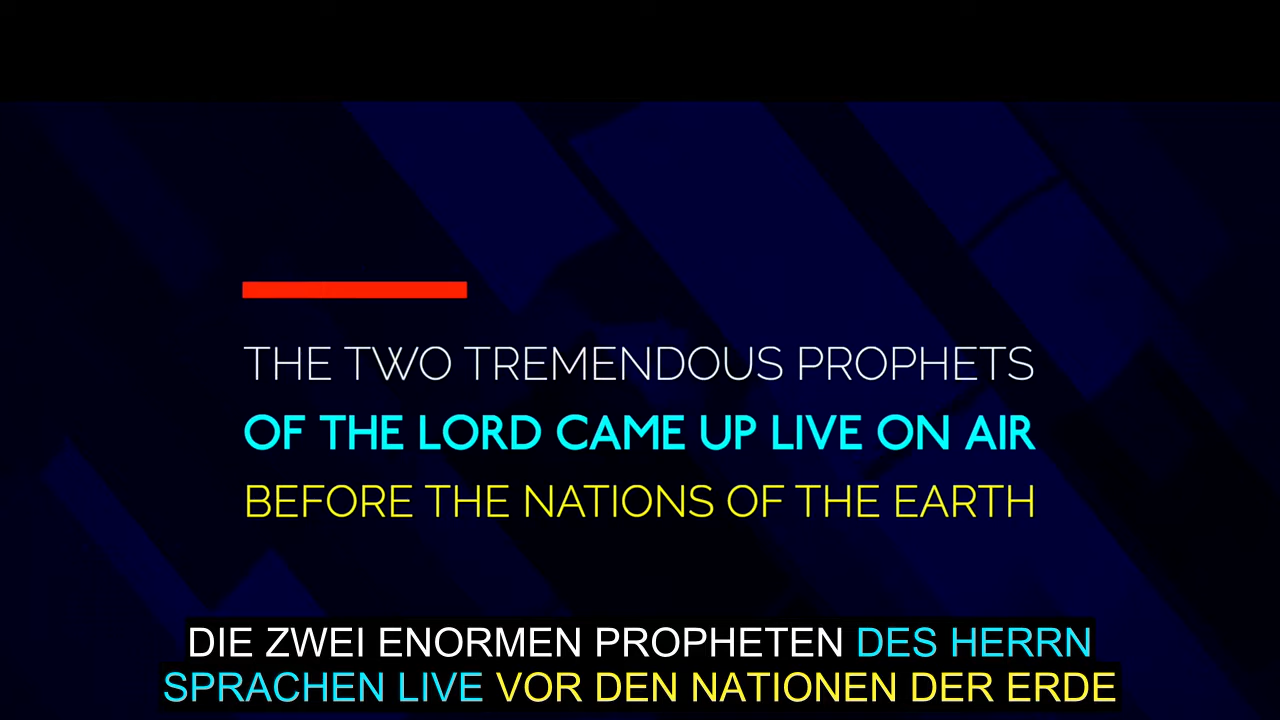 THE TWO TREMENDOUS PROPHETS
OF THE LORD CAME UP LIVE ON AIR
BEFORE THE NATIONS OF THE EARTH
DIE ZWEI ENORMEN PROPHETEN DES HERRN
SPRACHEN LIVE VOR DEN NATIONEN DER ERDE